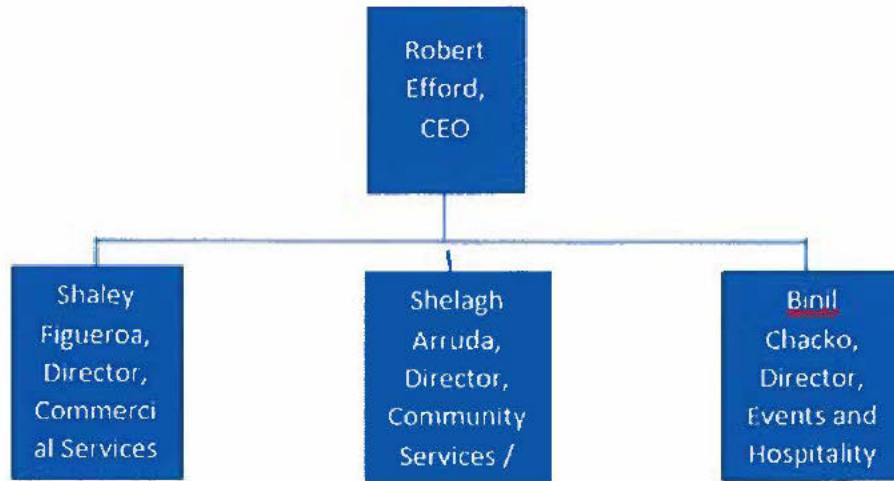 Robert
Efford,
CEO
Shaley
Figueroa,
Director,
Commerci
al Services
Shelagh
Arruda,
Director,
Community
Services /
Binil
Chacko,
Director,
Events and
Hospitality